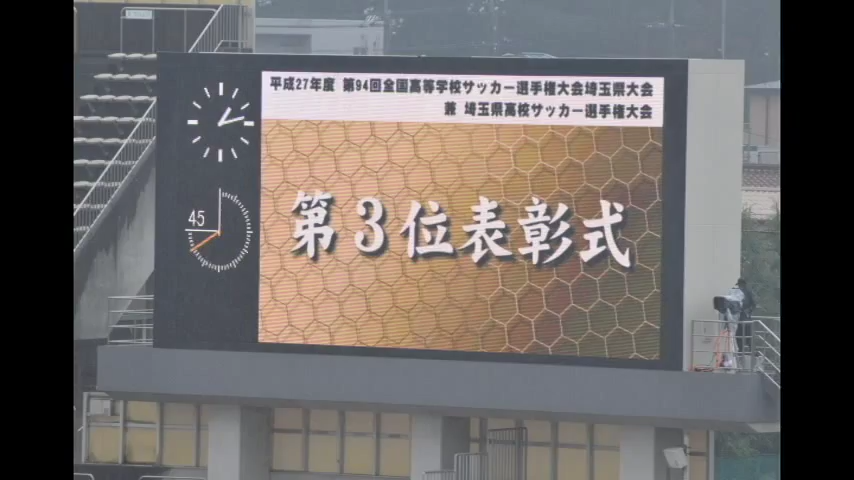 平成27年度 第94回全国高等学校サッカー選手権大会埼玉県大会
兼 埼玉県高校サッカー選手権大会
45
第3位表彰式